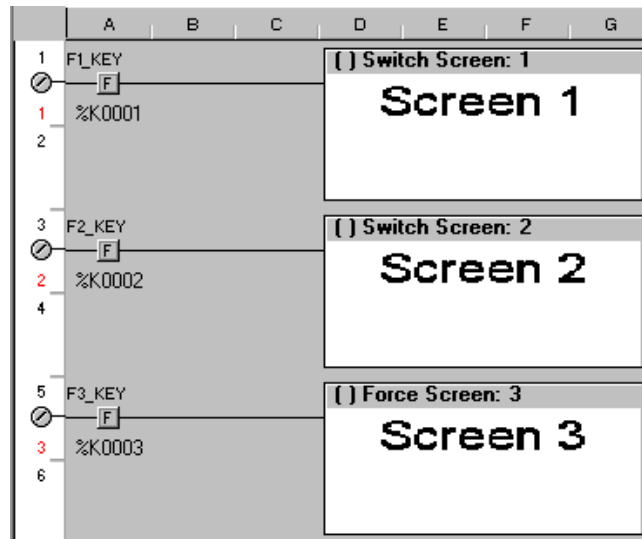 A B C D E F G
1 F1_KEY ( ) Switch Screen: 1
F
Screen 1
1 %K0001
2
3 F2_KEY ( ) Switch Screen: 2
F
Screen 2
2 %K0002
4
5 F3_KEY ( ) Force Screen: 3
F
Screen 3
3 %K0003
6